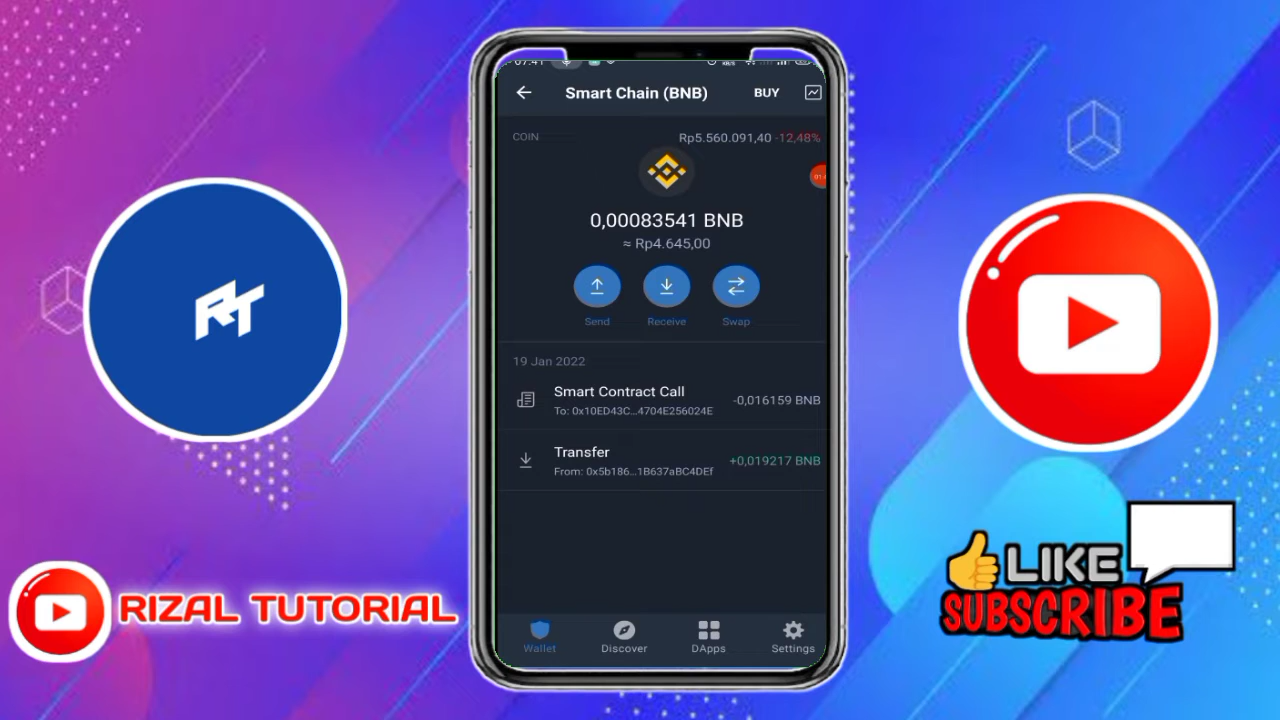 07:41
Smart Chain (BNB)
BUY
COIN
Rp5.560.091,40 -12,48%
0,00083541 BNB
≈ Rp4.645,00
Send
Receive
Swap
19 Jan 2022
Smart Contract Call
-0,016159 BNB
To: 0x10ED43C...4704E256024E
Transfer
+0,019217 BNB
From: 0x5b186...1B637aBC4DEf
Wallet
Discover
DApps
Settings
RT
RIZAL TUTORIAL
LIKE
SUBSCRIBE